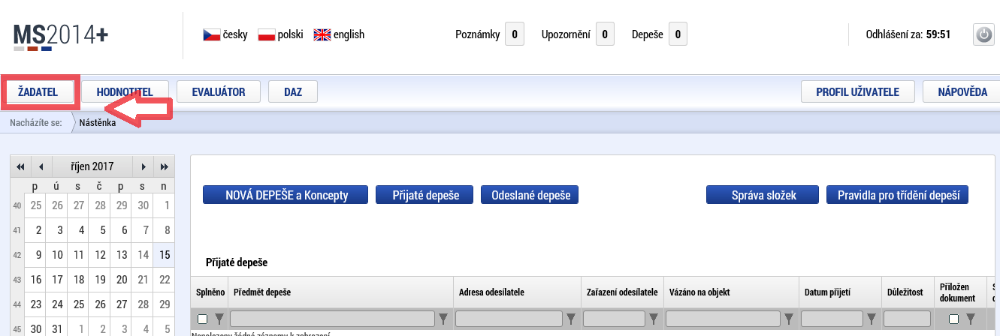 MS2014+
česky polski english
Poznámky 0 Upozornění 0 Depeše 0
Odhlášení za: 59:51
ŽADATEL HODNOTITEL EVALUÁTOR DAZ PROFIL UŽIVATELE NÁPOVĚDA
Nacházíte se: Nástěnka
říjen 2017
p ú s č p s n
40 25 26 27 28 29 30 1
41 2 3 4 5 6 7 8
42 9 10 11 12 13 14 15
43 16 17 18 19 20 21 22
44 23 24 25 26 27 28 29
45 30 31 1 2 3 4 5
NOVÁ DEPEŠE a Koncepty Přijaté depeše Odeslané depeše Správa složek Pravidla pro třídění depeší
Přijaté depeše
Splněno Předmět depeše Adresa odesílatele Zařazení odesílatele Vázáno na objekt Datum přijetí Důležitost Přiložen dokument
Nenalezeny žádné záznamy k zobrazení